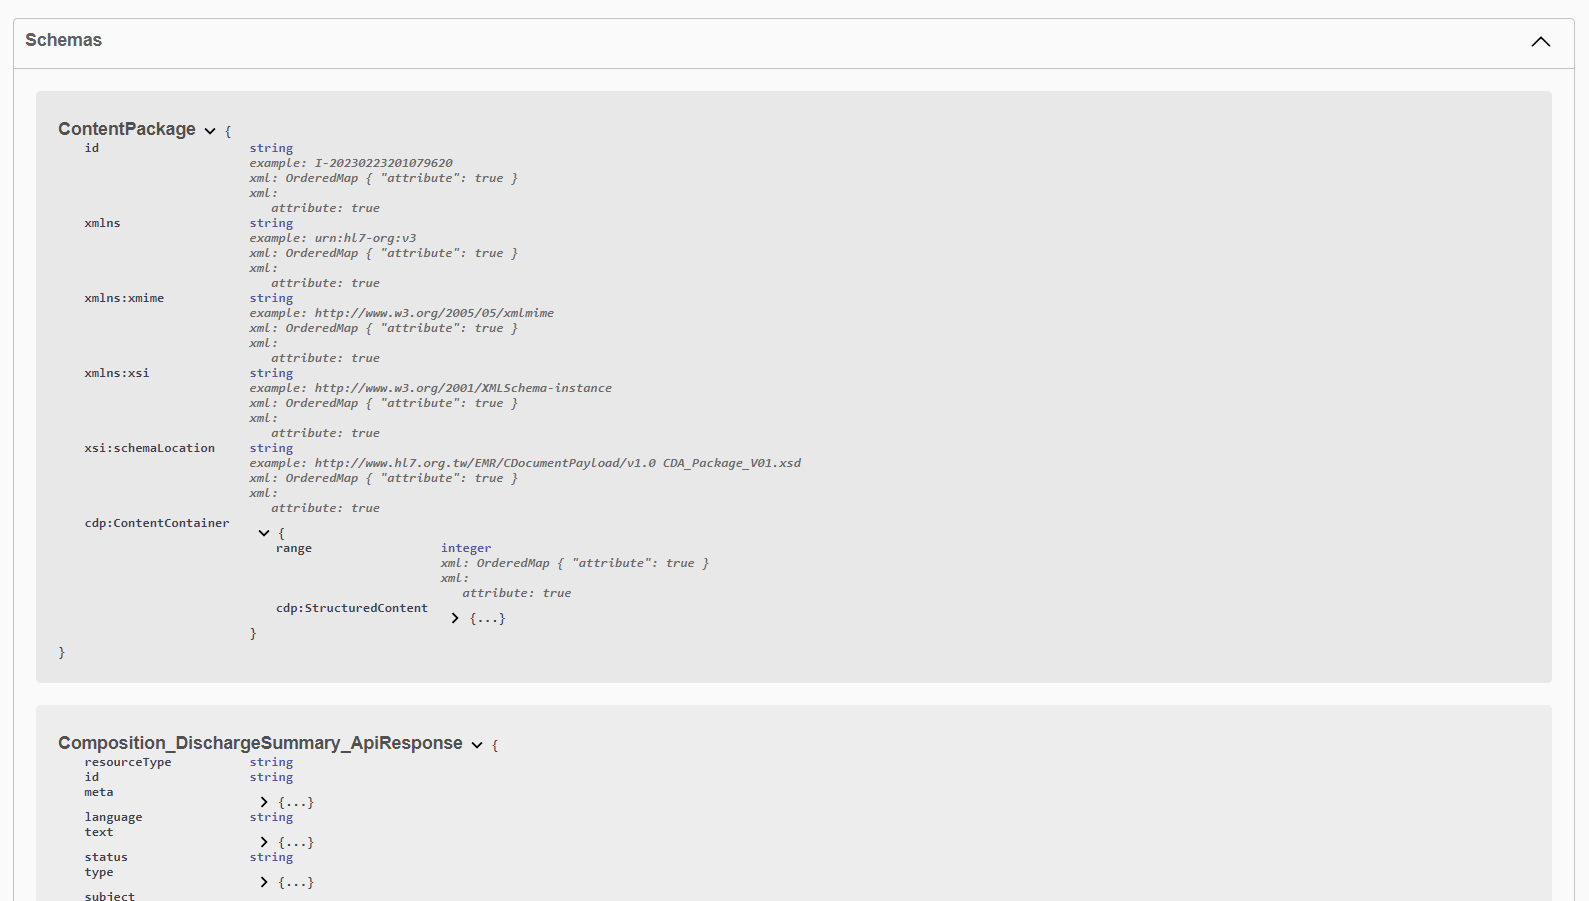 Schemas
ContentPackage {
id string
example: I-20230223201079620
xml: OrderedMap { "attribute": true }
xml:
attribute: true
xmlns string
example: urn:hl7-org:v3
xml: OrderedMap { "attribute": true }
xml:
attribute: true
xmlns:xmime string
example: http://www.w3.org/2005/05/xmlmime
xml: OrderedMap { "attribute": true }
xml:
attribute: true
xmlns:xsi string
example: http://www.w3.org/2001/XMLSchema-instance
xml: OrderedMap { "attribute": true }
xml:
attribute: true
xsi:schemaLocation string
example: http://www.hl7.org.tw/EMR/CDocumentPayload/v1.0 CDA_Package_V01.xsd
xml: OrderedMap { "attribute": true }
xml:
attribute: true
cdp:ContentContainer
{
range integer
xml: OrderedMap { "attribute": true }
xml:
attribute: true
cdp:StructuredContent
{...}
}
}
Composition_DischargeSummary_ApiResponse {
resourceType string
id string
meta
{...}
language string
text
{...}
status string
type
{...}
subject